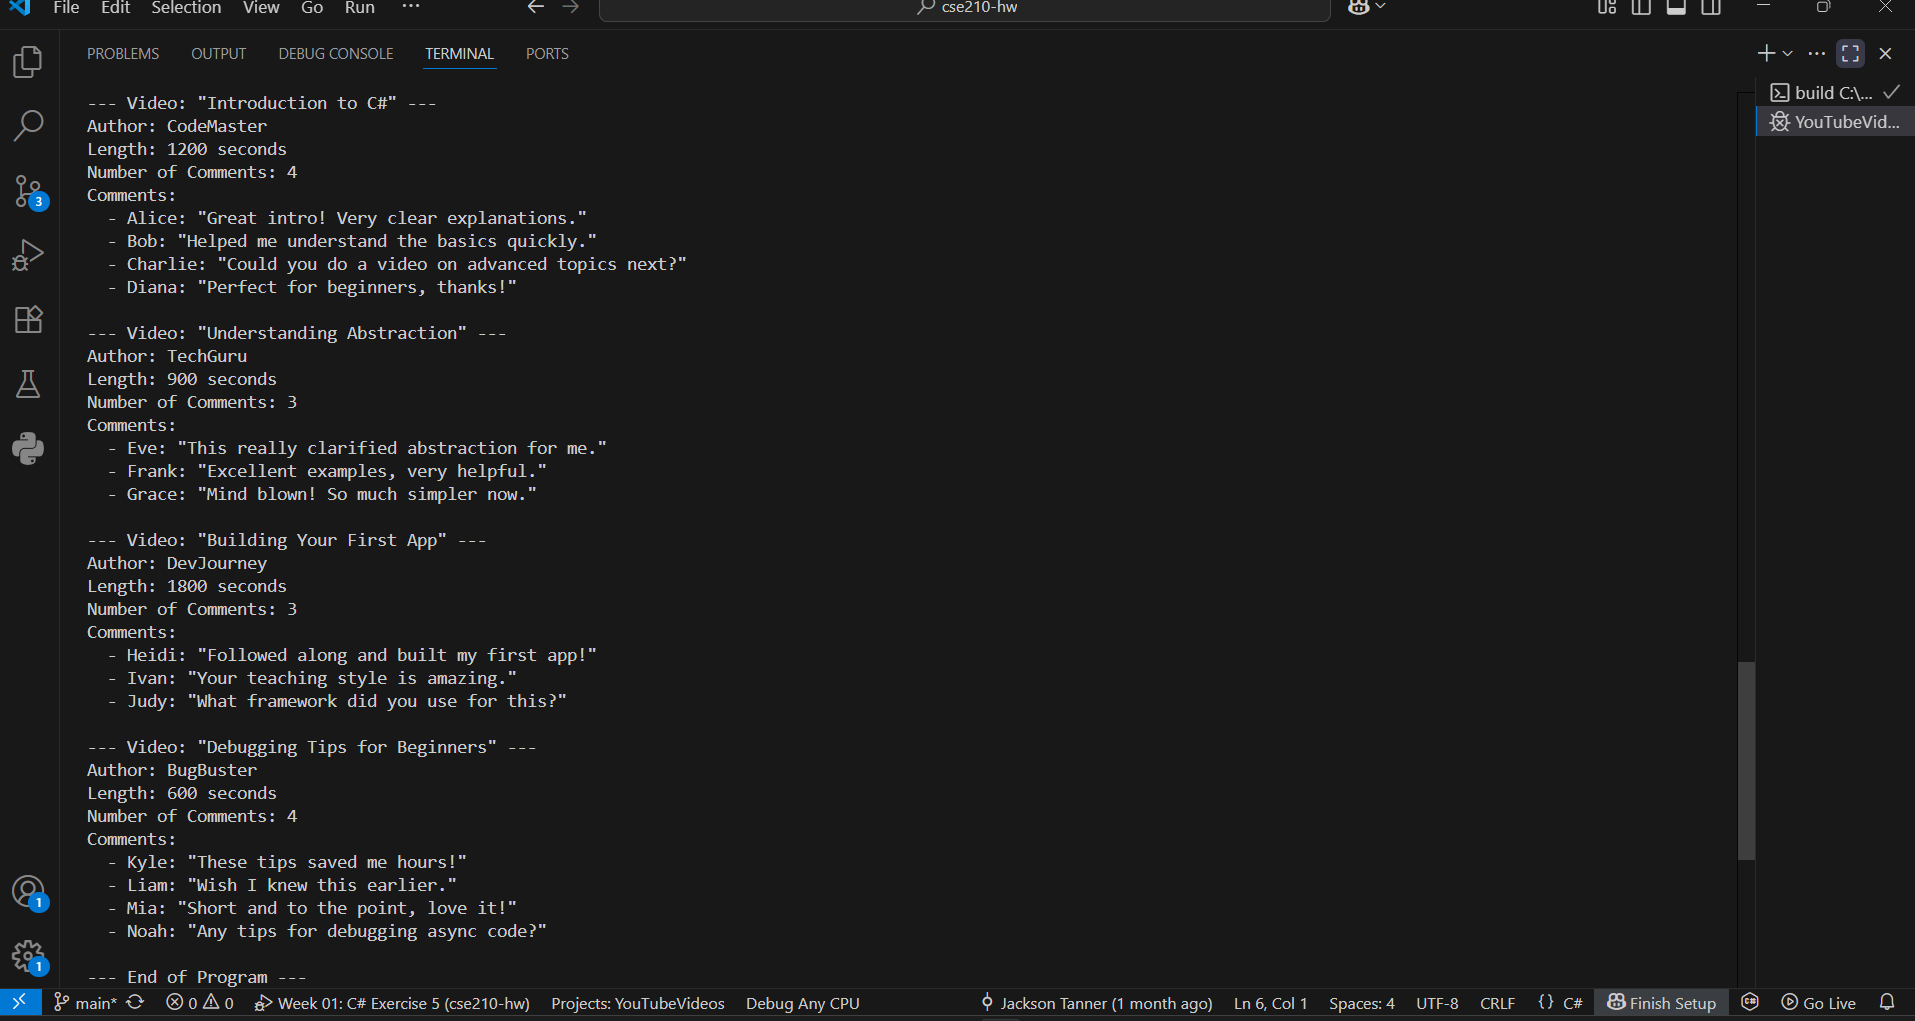 File Edit Selection View Go Run ··· cse210-hw
PROBLEMS OUTPUT DEBUG CONSOLE TERMINAL PORTS
build C:\...
YouTubeVid...
--- Video: "Introduction to C#" ---
Author: CodeMaster
Length: 1200 seconds
Number of Comments: 4
Comments:
- Alice: "Great intro! Very clear explanations."
- Bob: "Helped me understand the basics quickly."
- Charlie: "Could you do a video on advanced topics next?"
- Diana: "Perfect for beginners, thanks!"
--- Video: "Understanding Abstraction" ---
Author: TechGuru
Length: 900 seconds
Number of Comments: 3
Comments:
- Eve: "This really clarified abstraction for me."
- Frank: "Excellent examples, very helpful."
- Grace: "Mind blown! So much simpler now."
--- Video: "Building Your First App" ---
Author: DevJourney
Length: 1800 seconds
Number of Comments: 3
Comments:
- Heidi: "Followed along and built my first app!"
- Ivan: "Your teaching style is amazing."
- Judy: "What framework did you use for this?"
--- Video: "Debugging Tips for Beginners" ---
Author: BugBuster
Length: 600 seconds
Number of Comments: 4
Comments:
- Kyle: "These tips saved me hours!"
- Liam: "Wish I knew this earlier."
- Mia: "Short and to the point, love it!"
- Noah: "Any tips for debugging async code?"
--- End of Program ---
3
1
1
main* 0 0 Week 01: C# Exercise 5 (cse210-hw) Projects: YouTubeVideos Debug Any CPU Jackson Tanner (1 month ago) Ln 6, Col 1 Spaces: 4 UTF-8 CRLF {} C# Finish Setup Go Live